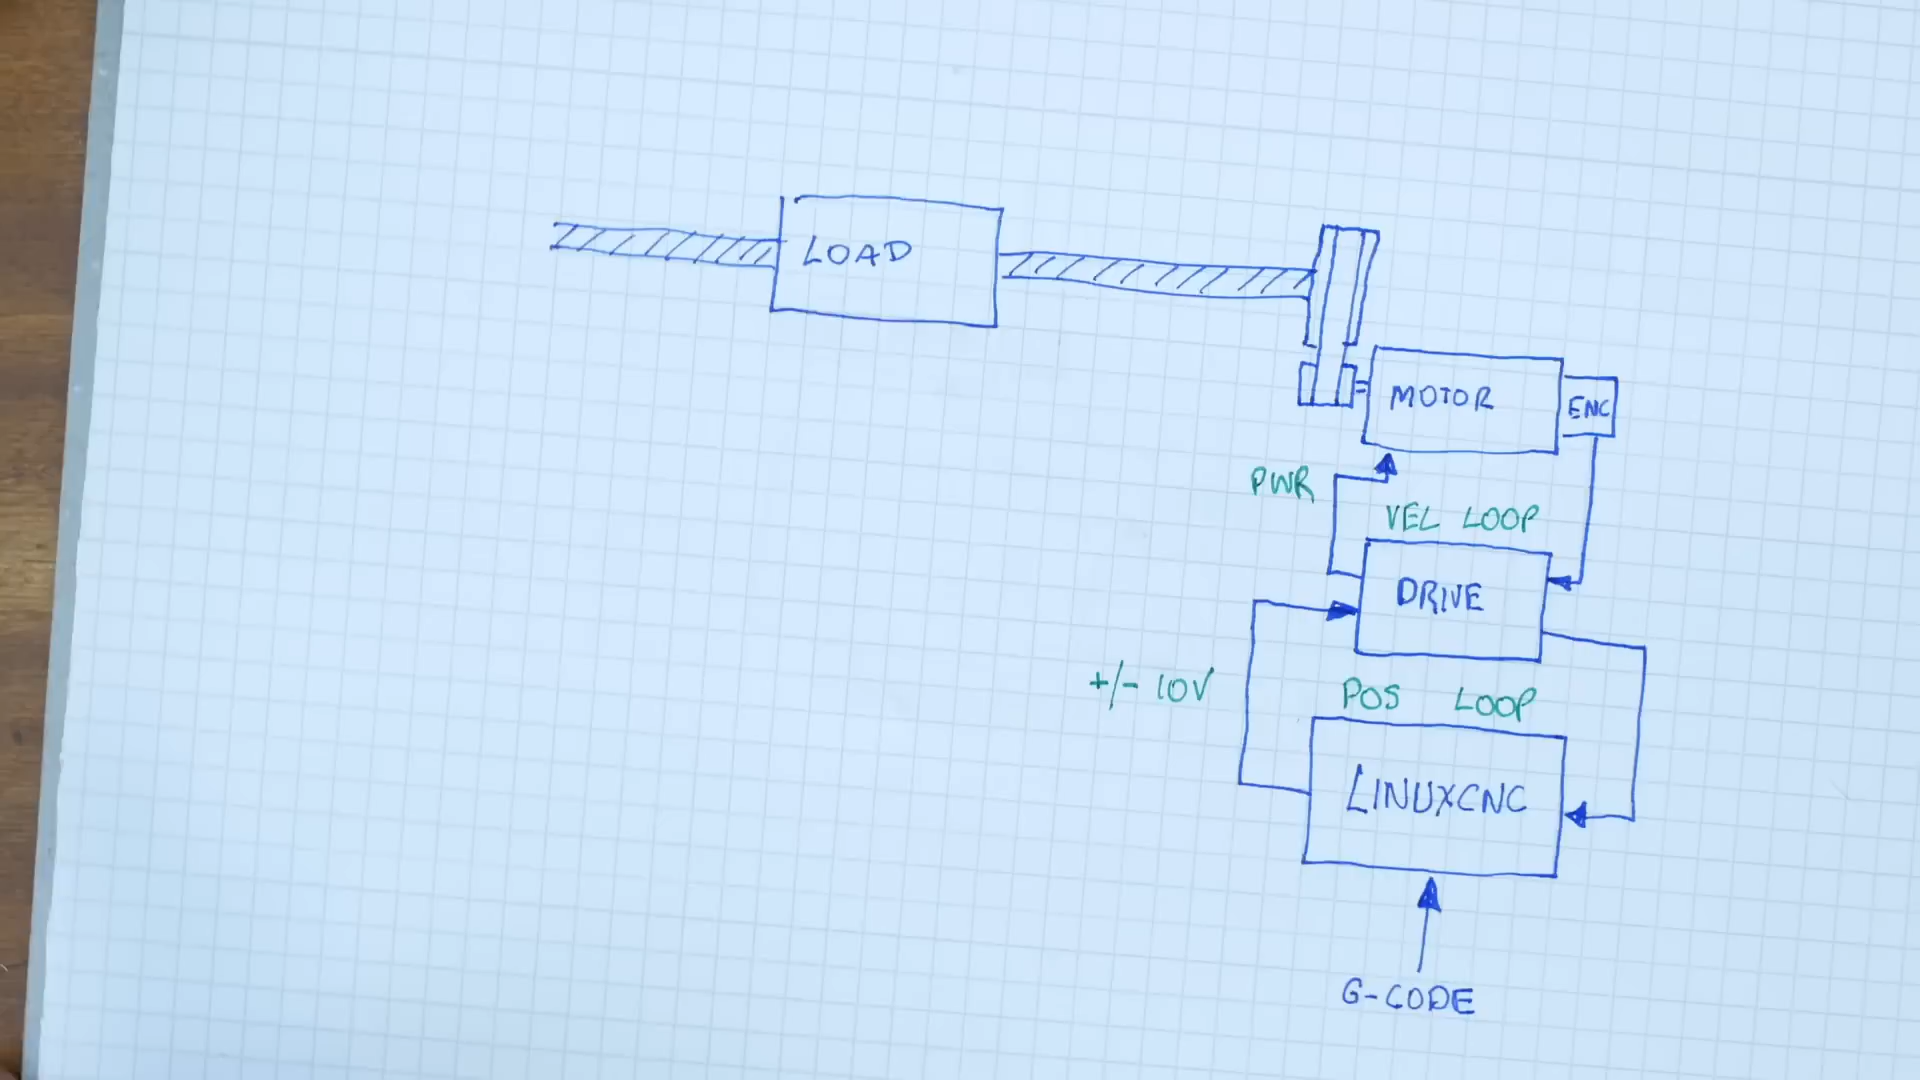 LOAD
MOTOR
ENC
PWR
VEL LOOP
DRIVE
+/- 10V
POS LOOP
LINUXCNC
G-CODE